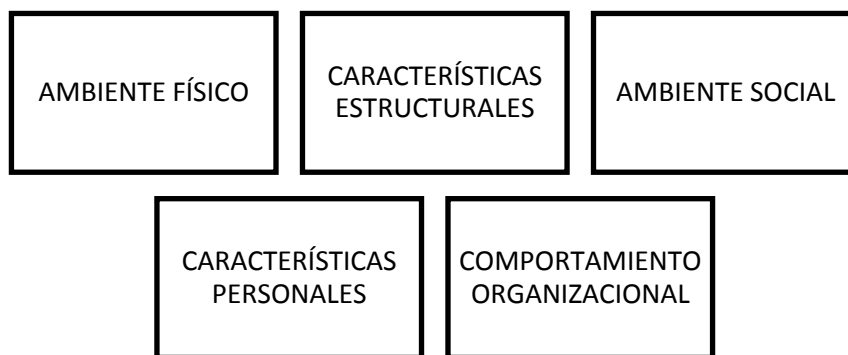 AMBIENTE FÍSICO
CARACTERÍSTICAS
ESTRUCTURALES
AMBIENTE SOCIAL
CARACTERÍSTICAS
PERSONALES
COMPORTAMIENTO
ORGANIZACIONAL